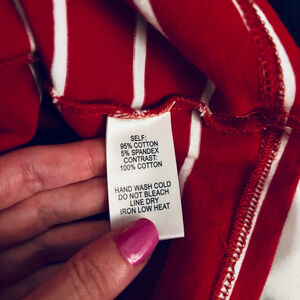 SELF:
95% COTTON
5% SPANDEX
CONTRAST:
100% COTTON
HAND WASH COLD
DO NOT BLEACH
LINE DRY
IRON LOW HEAT